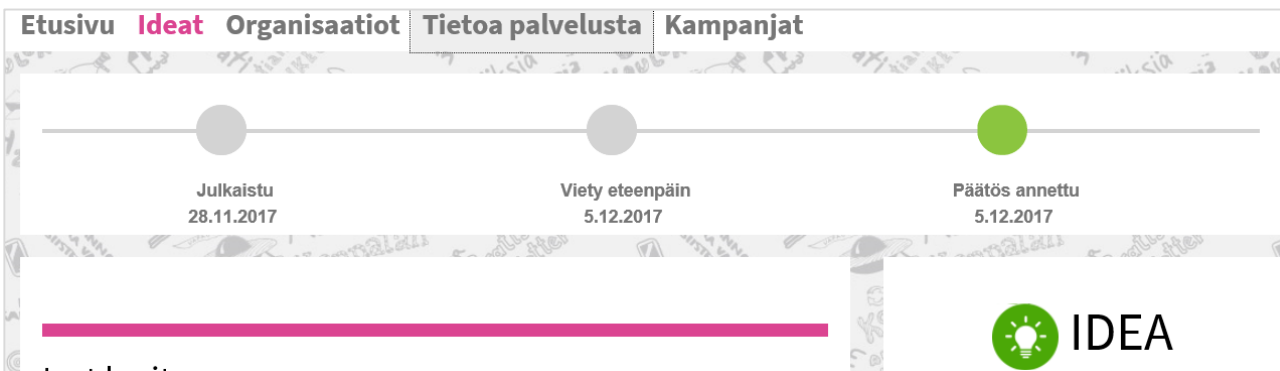 Etusivu Ideat Organisaatiot Tietoa palvelusta Kampanjat
Julkaistu Viety eteenpäin Päätös annettu
28.11.2017 5.12.2017 5.12.2017
IDEA